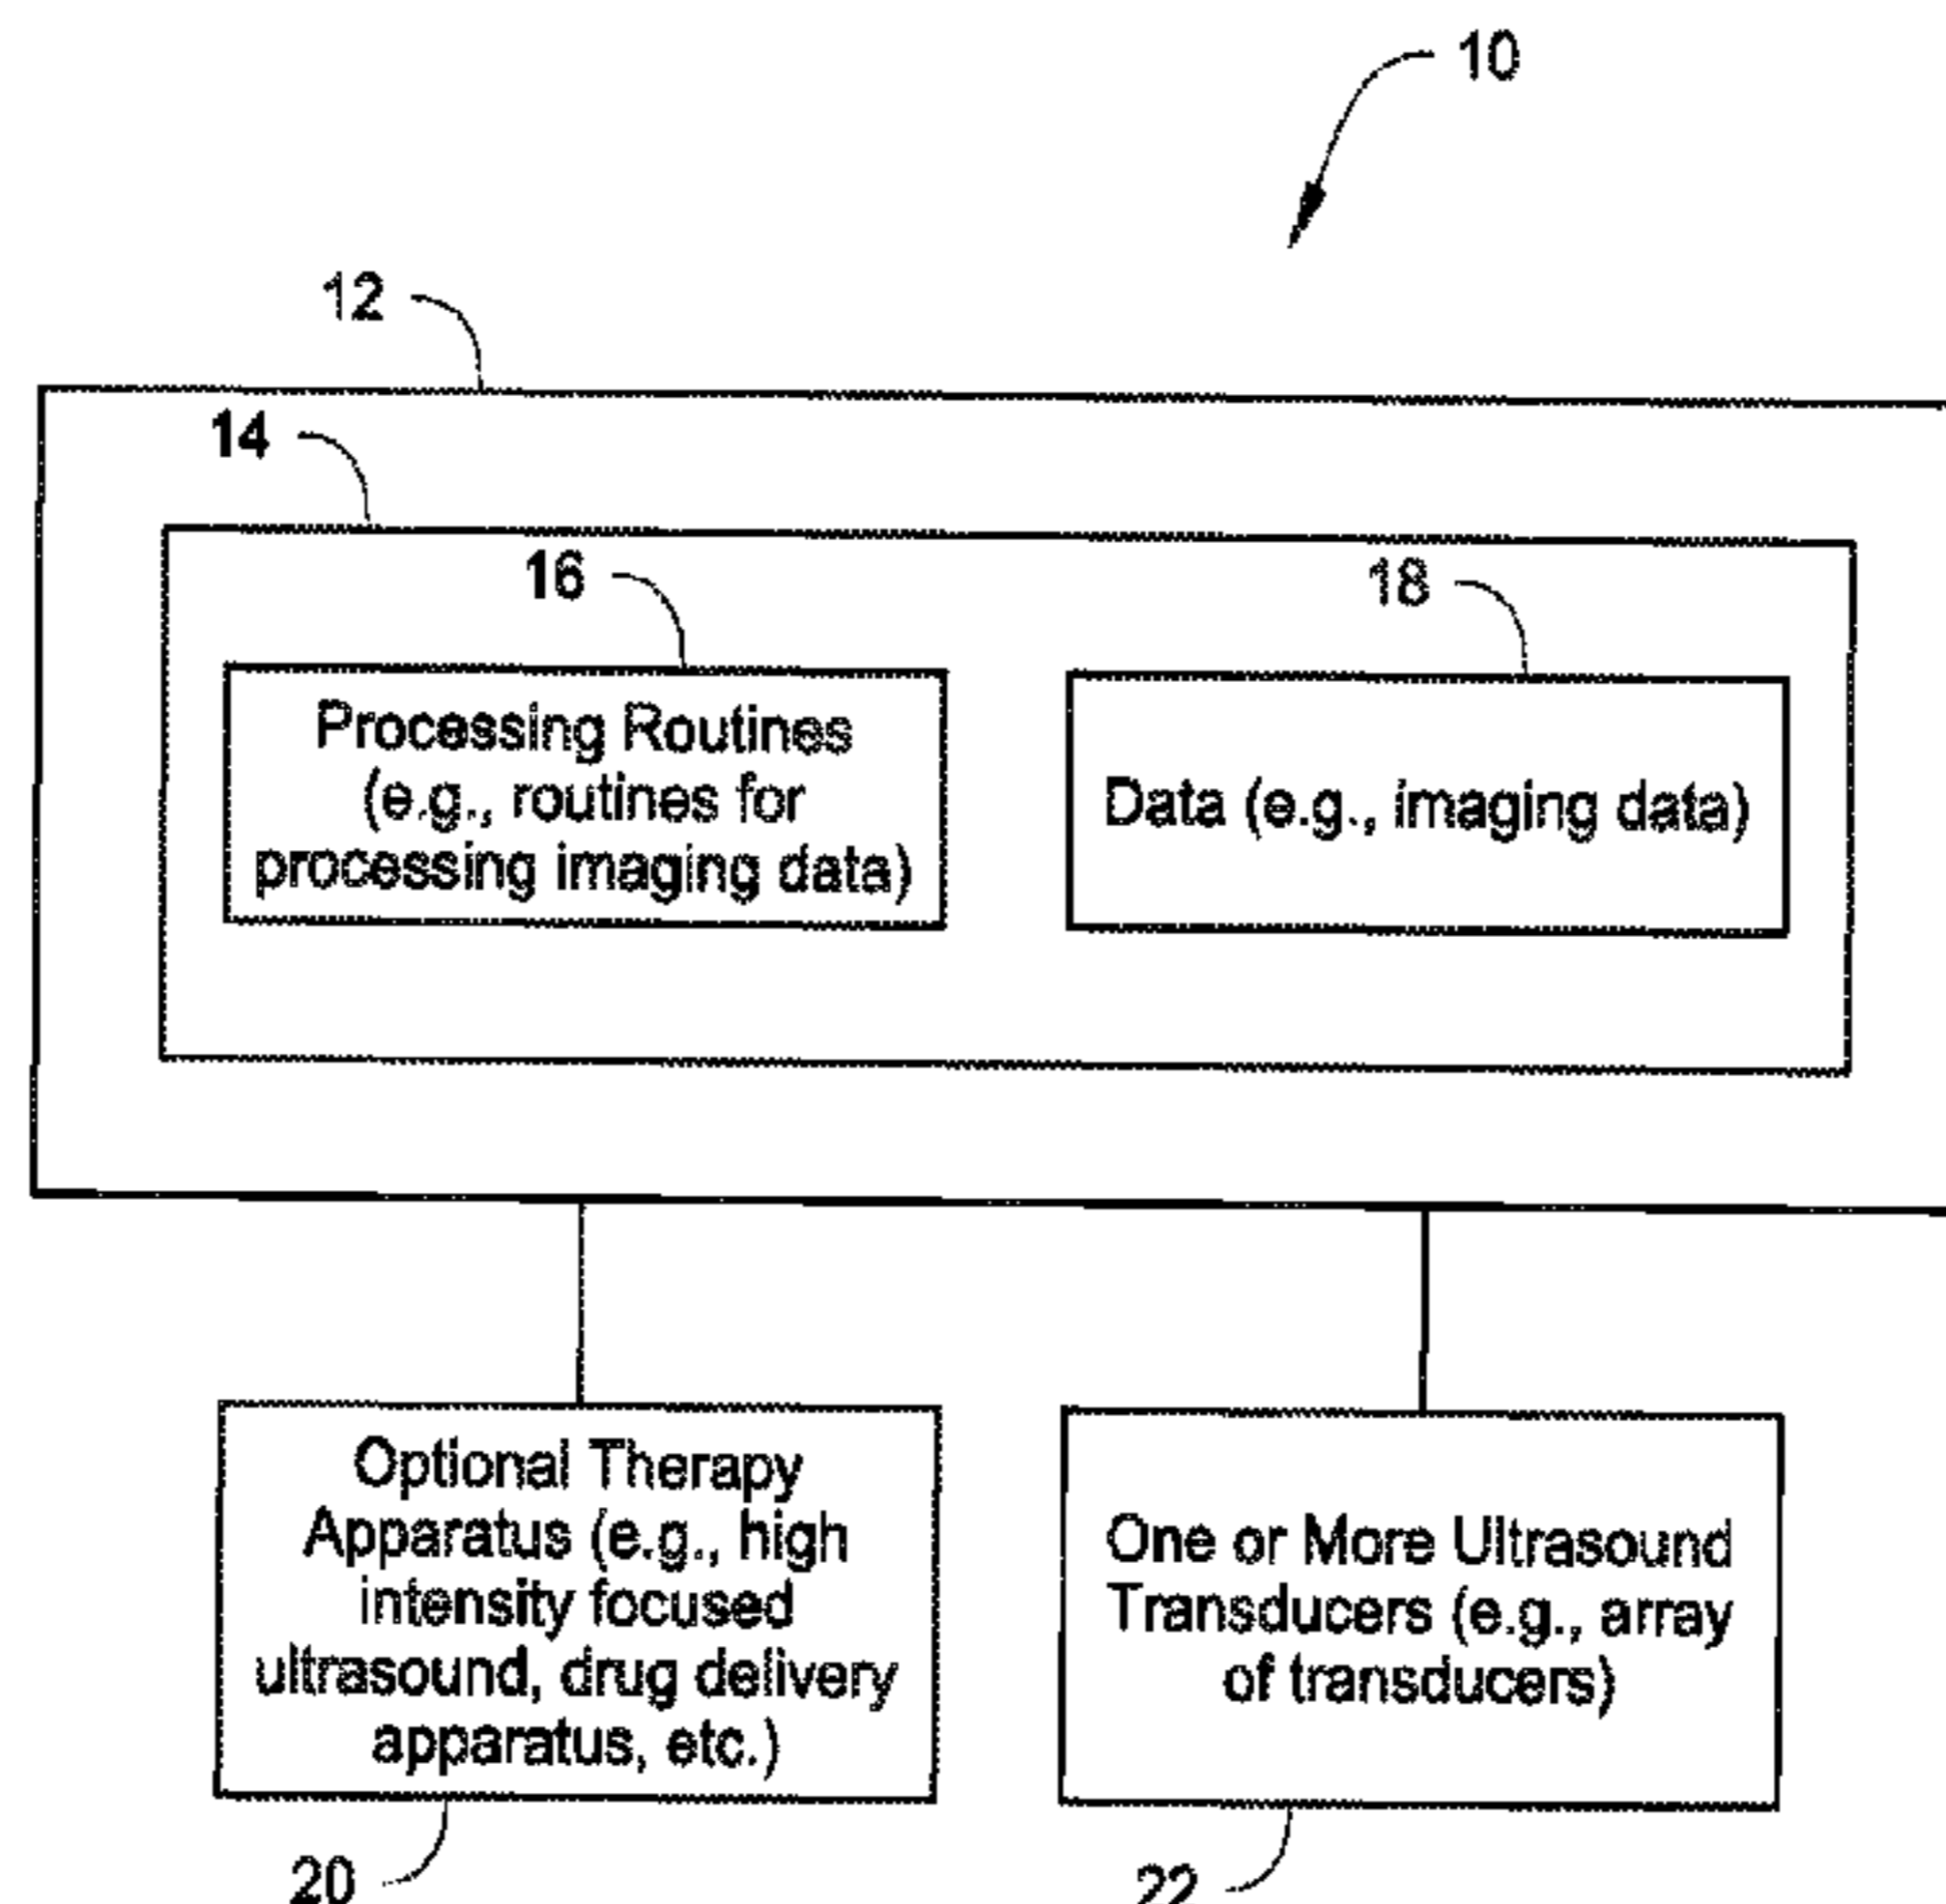 10
12
14
16
18
Processing Routines
(e.g., routines for
processing imaging data)
Data (e.g., imaging data)
Optional Therapy
Apparatus (e.g., high
intensity focused
ultrasound, drug delivery
apparatus, etc.)
One or More Ultrasound
Transducers (e.g., array
of transducers)
20
22